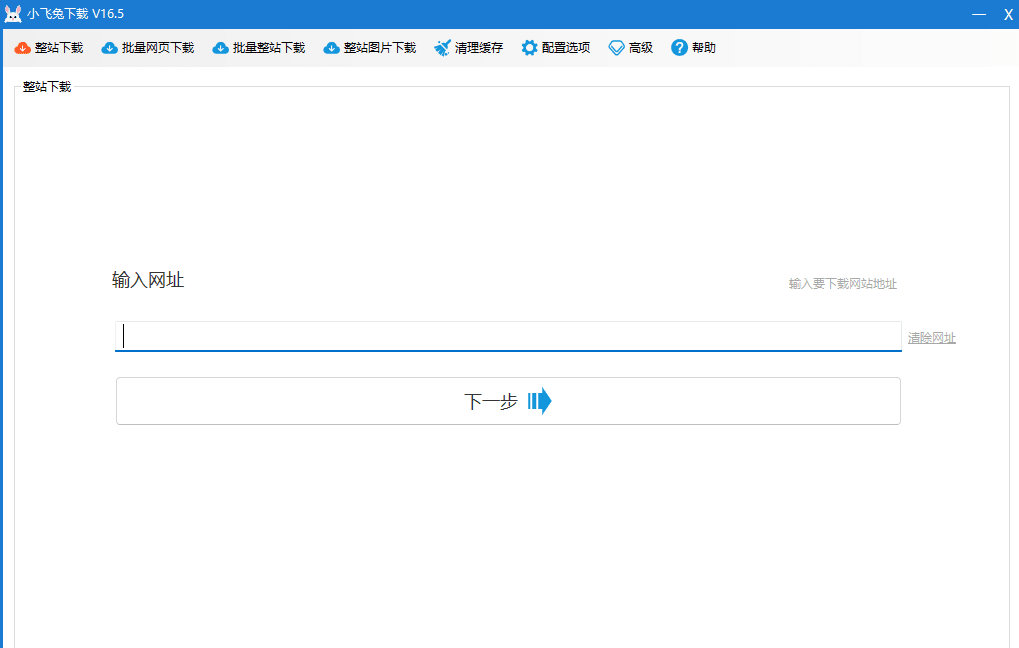 小飞兔下载 V16.5
整站下载 批量网页下载 批量整站下载 整站图片下载 清理缓存 配置选项 高级 帮助
整站下载
输入网址 输入要下载网站地址
清除网址
下一步